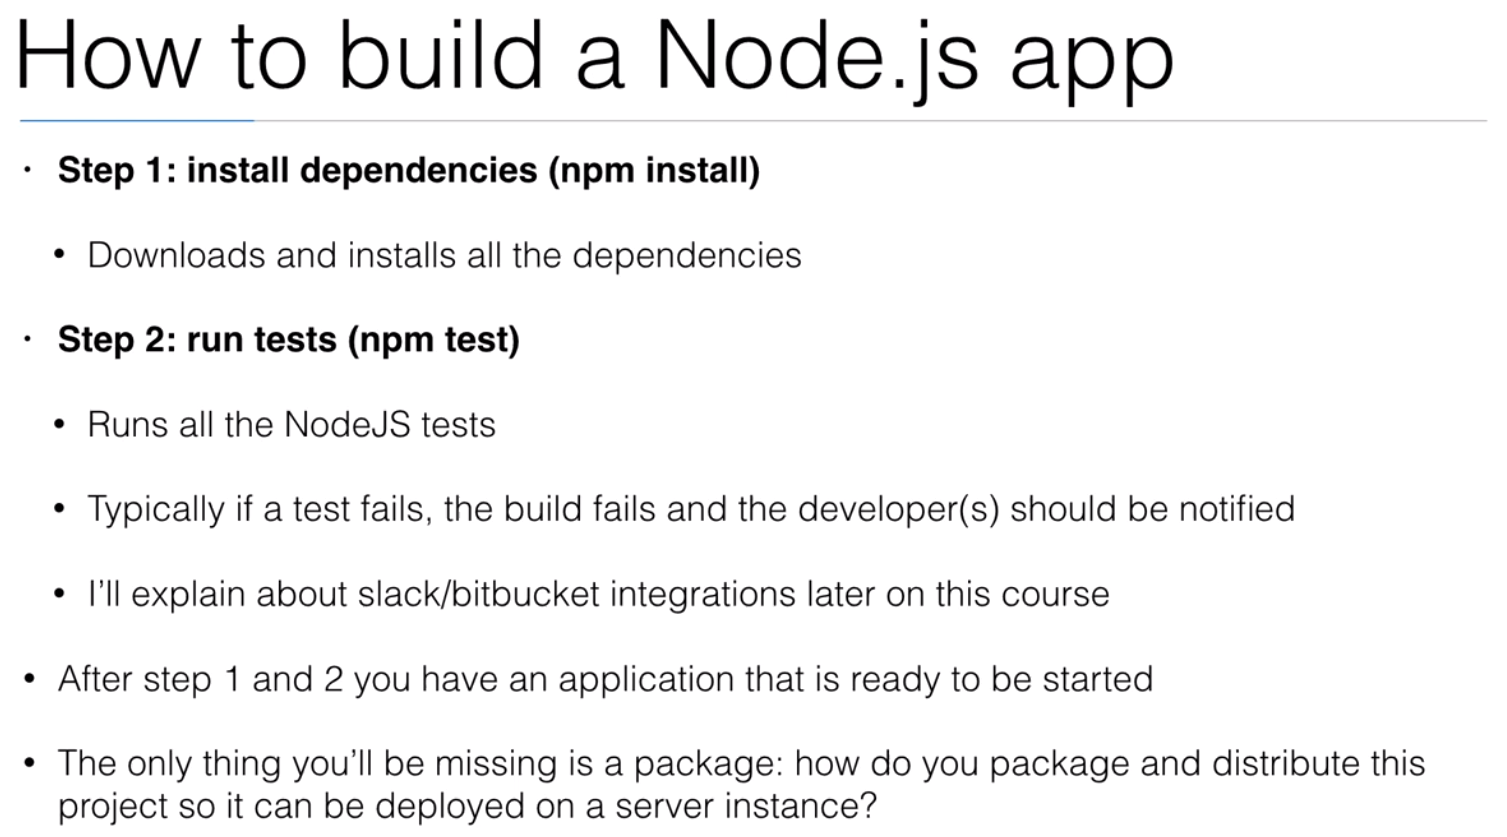 How to build a Node.js app
· Step 1: install dependencies (npm install)
• Downloads and installs all the dependencies
· Step 2: run tests (npm test)
• Runs all the NodeJS tests
• Typically if a test fails, the build fails and the developer(s) should be notified
• I’ll explain about slack/bitbucket integrations later on this course
• After step 1 and 2 you have an application that is ready to be started
• The only thing you’ll be missing is a package: how do you package and distribute this
project so it can be deployed on a server instance?